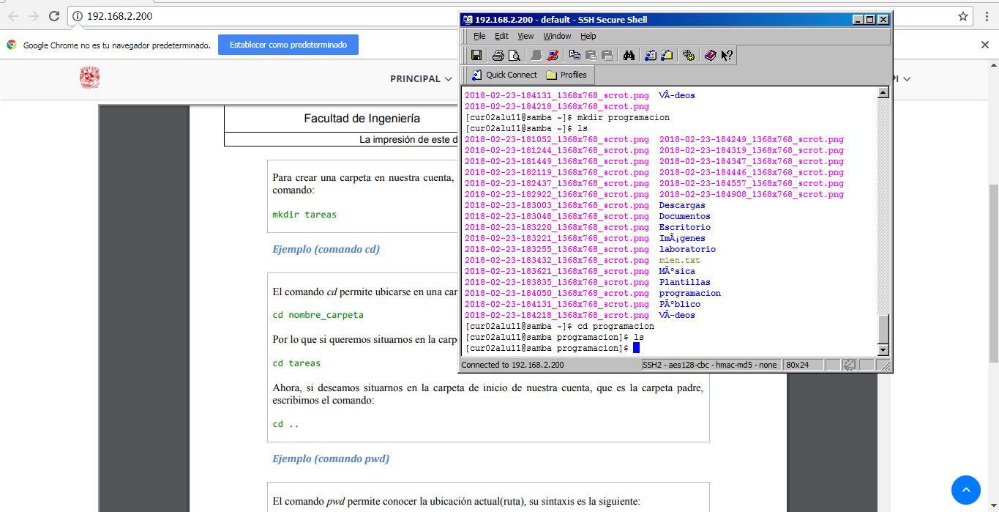 192.168.2.200
Google Chrome no es tu navegador predeterminado.
Establecer como predeterminado
PRINCIPAL
PI
Facultad de Ingeniería
La impresión de este d
Para crear una carpeta en nuestra cuenta,
comando:
mkdir tareas
Ejemplo (comando cd)
El comando cd permite ubicarse en una car
cd nombre_carpeta
Por lo que si queremos situarnos en la carp
cd tareas
Ahora, si deseamos situarnos en la carpeta de inicio de nuestra cuenta, que es la carpeta padre,
escribimos el comando:
cd ..
Ejemplo (comando pwd)
El comando pwd permite conocer la ubicación actual(ruta), su sintaxis es la siguiente:
192.168.2.200 - default - SSH Secure Shell
File Edit View Window Help
Quick Connect Profiles
2018-02-23-184131_1368x768_scrot.png VÃ-deos
2018-02-23-184218_1368x768_scrot.png
[cur02alu11@samba ~]$ mkdir programacion
[cur02alu11@samba ~]$ ls
2018-02-23-181052_1368x768_scrot.png 2018-02-23-184249_1368x768_scrot.png
2018-02-23-181244_1368x768_scrot.png 2018-02-23-184319_1368x768_scrot.png
2018-02-23-181449_1368x768_scrot.png 2018-02-23-184347_1368x768_scrot.png
2018-02-23-182119_1368x768_scrot.png 2018-02-23-184446_1368x768_scrot.png
2018-02-23-182437_1368x768_scrot.png 2018-02-23-184557_1368x768_scrot.png
2018-02-23-182922_1368x768_scrot.png 2018-02-23-184908_1368x768_scrot.png
2018-02-23-183003_1368x768_scrot.png Descargas
2018-02-23-183048_1368x768_scrot.png Documentos
2018-02-23-183220_1368x768_scrot.png Escritorio
2018-02-23-183221_1368x768_scrot.png ImÃ¡genes
2018-02-23-183255_1368x768_scrot.png laboratorio
2018-02-23-183432_1368x768_scrot.png mien.txt
2018-02-23-183621_1368x768_scrot.png MÃºsica
2018-02-23-183835_1368x768_scrot.png Plantillas
2018-02-23-184050_1368x768_scrot.png programacion
2018-02-23-184131_1368x768_scrot.png PÃºblico
2018-02-23-184218_1368x768_scrot.png VÃ-deos
[cur02alu11@samba ~]$ cd programacion
[cur02alu11@samba programacion]$ ls
[cur02alu11@samba programacion]$
Connected to 192.168.2.200 SSH2 - aes128-cbc - hmac-md5 - none 80x24